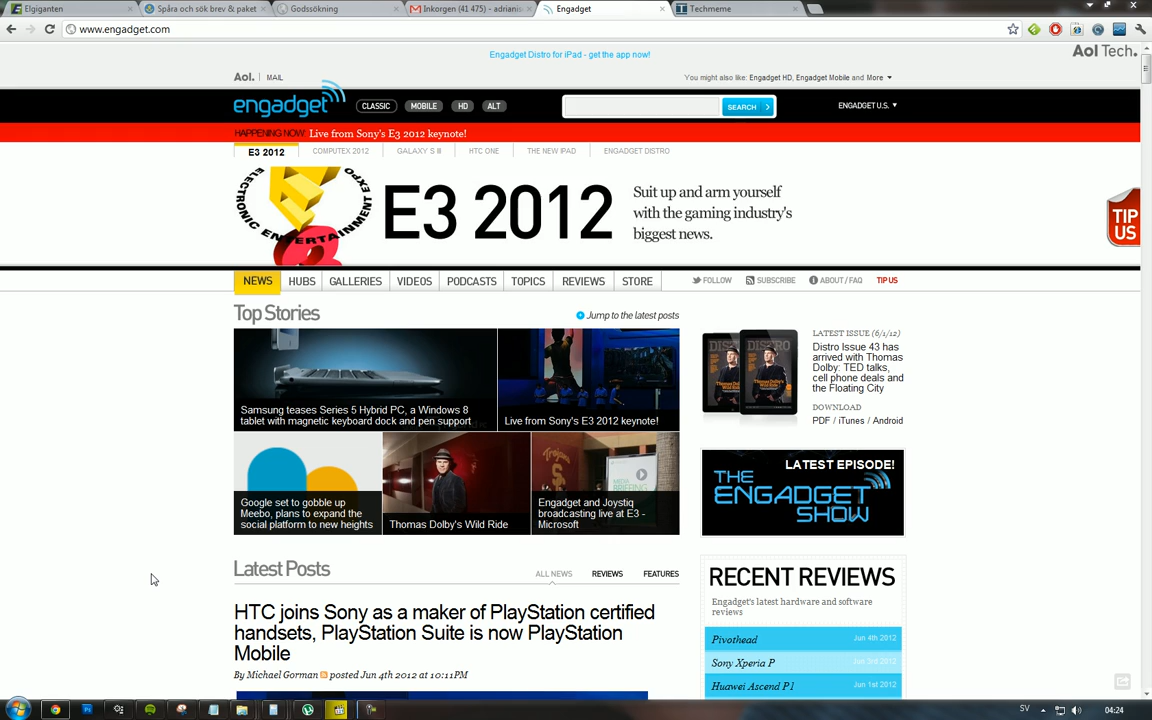 Elgiganten
Spåra och sök brev & paket
Godssökning
Inkorgen (41 475) - adrianis
Engadget
Techmeme
www.engadget.com
Engadget Distro for iPad - get the app now!
Aol Tech.
Aol. MAIL
You might also like: Engadget HD, Engadget Mobile and More
engadget
CLASSIC MOBILE HD ALT
SEARCH
ENGADGET U.S.
HAPPENING NOW: Live from Sony's E3 2012 keynote!
E3 2012 COMPUTEX 2012 GALAXY S III HTC ONE THE NEW IPAD ENGADGET DISTRO
ELECTRONIC ENTERTAINMENT EXPO
E3 2012
Suit up and arm yourself
with the gaming industry's
biggest news.
TIP
US
NEWS HUBS GALLERIES VIDEOS PODCASTS TOPICS REVIEWS STORE
FOLLOW SUBSCRIBE ABOUT / FAQ TIP US
Top Stories
Jump to the latest posts
Samsung teases Series 5 Hybrid PC, a Windows 8
tablet with magnetic keyboard dock and pen support
Live from Sony's E3 2012 keynote!
Google set to gobble up
Meebo, plans to expand the
social platform to new heights
Thomas Dolby's Wild Ride
Engadget and Joystiq
broadcasting live at E3 -
Microsoft
DISTRO
DISTRO
LATEST ISSUE (6/1/12)
Distro Issue 43 has
arrived with Thomas
Dolby: TED talks,
cell phone deals and
the Floating City
DOWNLOAD
PDF / iTunes / Android
LATEST EPISODE!
THE
ENGADGET
SHOW
Latest Posts
ALL NEWS REVIEWS FEATURES
HTC joins Sony as a maker of PlayStation certified
handsets, PlayStation Suite is now PlayStation
Mobile
By Michael Gorman posted Jun 4th 2012 at 10:11PM
RECENT REVIEWS
Engadget's latest hardware and software
reviews
Pivothead Jun 4th 2012
Sony Xperia P Jun 3rd 2012
Huawei Ascend P1 Jun 1st 2012
SV
04:24